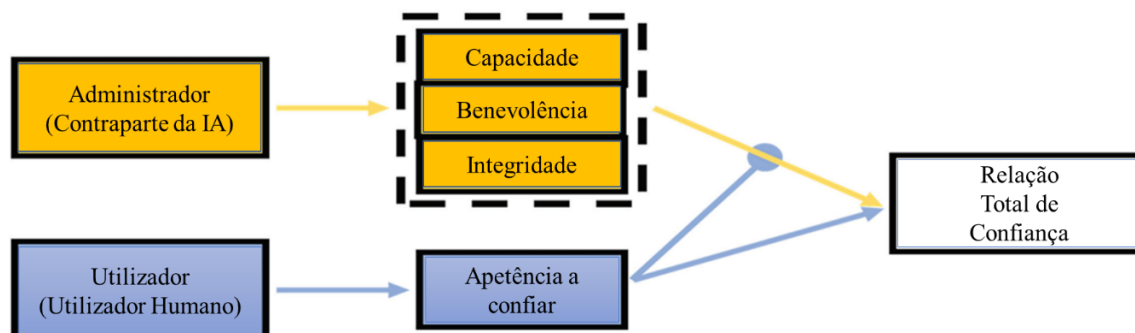 Administrador
(Contraparte da IA)
Capacidade
Benevolência
Integridade
Relação
Total de
Confiança
Utilizador
(Utilizador Humano)
Apetência a
confiar